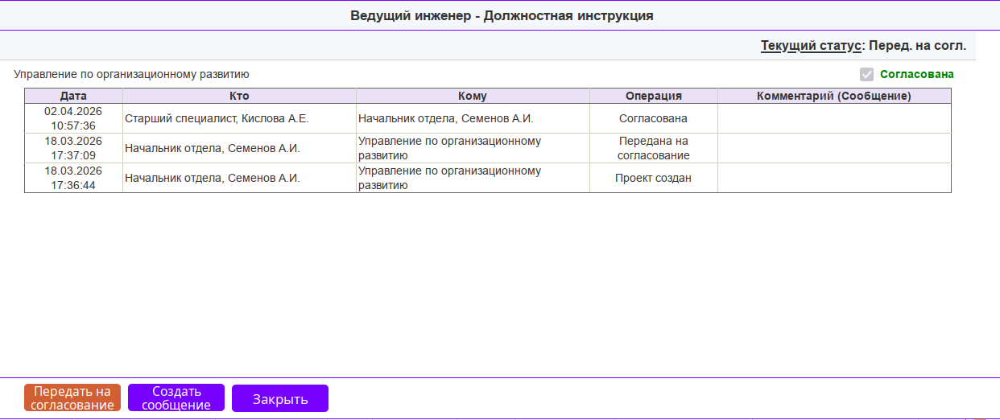 Ведущий инженер - Должностная инструкция
Текущий статус: Перед. на согл.
Управление по организационному развитию
Согласована
Дата Кто Кому Операция Комментарий (Сообщение)
02.04.2026
10:57:36
Старший специалист, Кислова А.Е. Начальник отдела, Семенов А.И. Согласована
18.03.2026
17:37:09
Начальник отдела, Семенов А.И.
Управление по организационному
развитию
Передана на
согласование
18.03.2026
17:36:44
Начальник отдела, Семенов А.И.
Управление по организационному
развитию
Проект создан
Передать на
согласование
Создать
сообщение
Закрыть